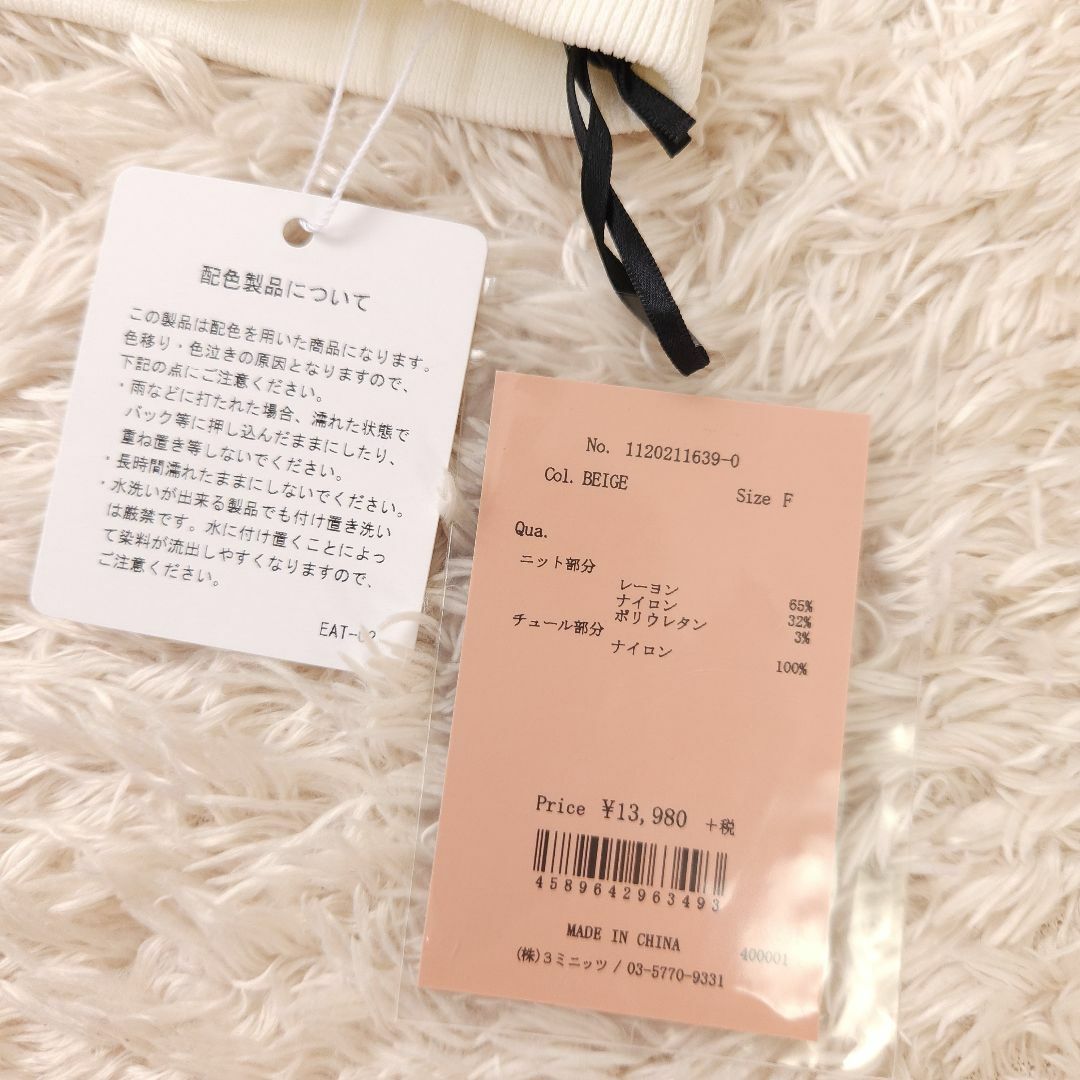 配色製品について
この製品は配色を用いた商品になります。
色移り・色泣きの原因となりますので、
下記の点にご注意ください。
・雨などに打たれた場合、濡れた状態で
バック等に押し込んだままにしたり、
重ね置き等しないでください。
・長時間濡れたままにしないでください。
・水洗いが出来る製品でも付け置き洗い
は厳禁です。水に付け置くことによっ
て染料が流出しやすくなりますので、
ご注意ください。
No. 1120211639-0
Col. BEIGE Size F
Qua.
ニット部分
レーヨン 65%
ナイロン 32%
ポリウレタン 3%
チュール部分
ナイロン 100%
Price ¥13,980 +税
4589642963493
MADE IN CHINA
400001
(株)3ミニッツ / 03-5770-9331